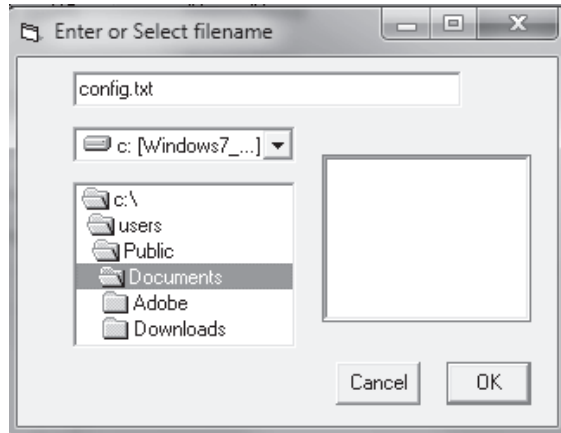 Enter or Select filename
config.txt
c: [Windows7_...]
c:\
users
Public
Documents
Adobe
Downloads
Cancel
OK